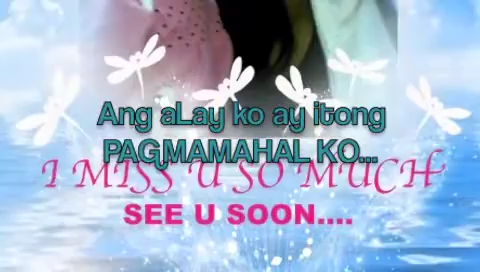 Ang aLay ko ay itong
PAGMAMAHAL KO...
I MISS U SO MUCH
SEE U SOON....